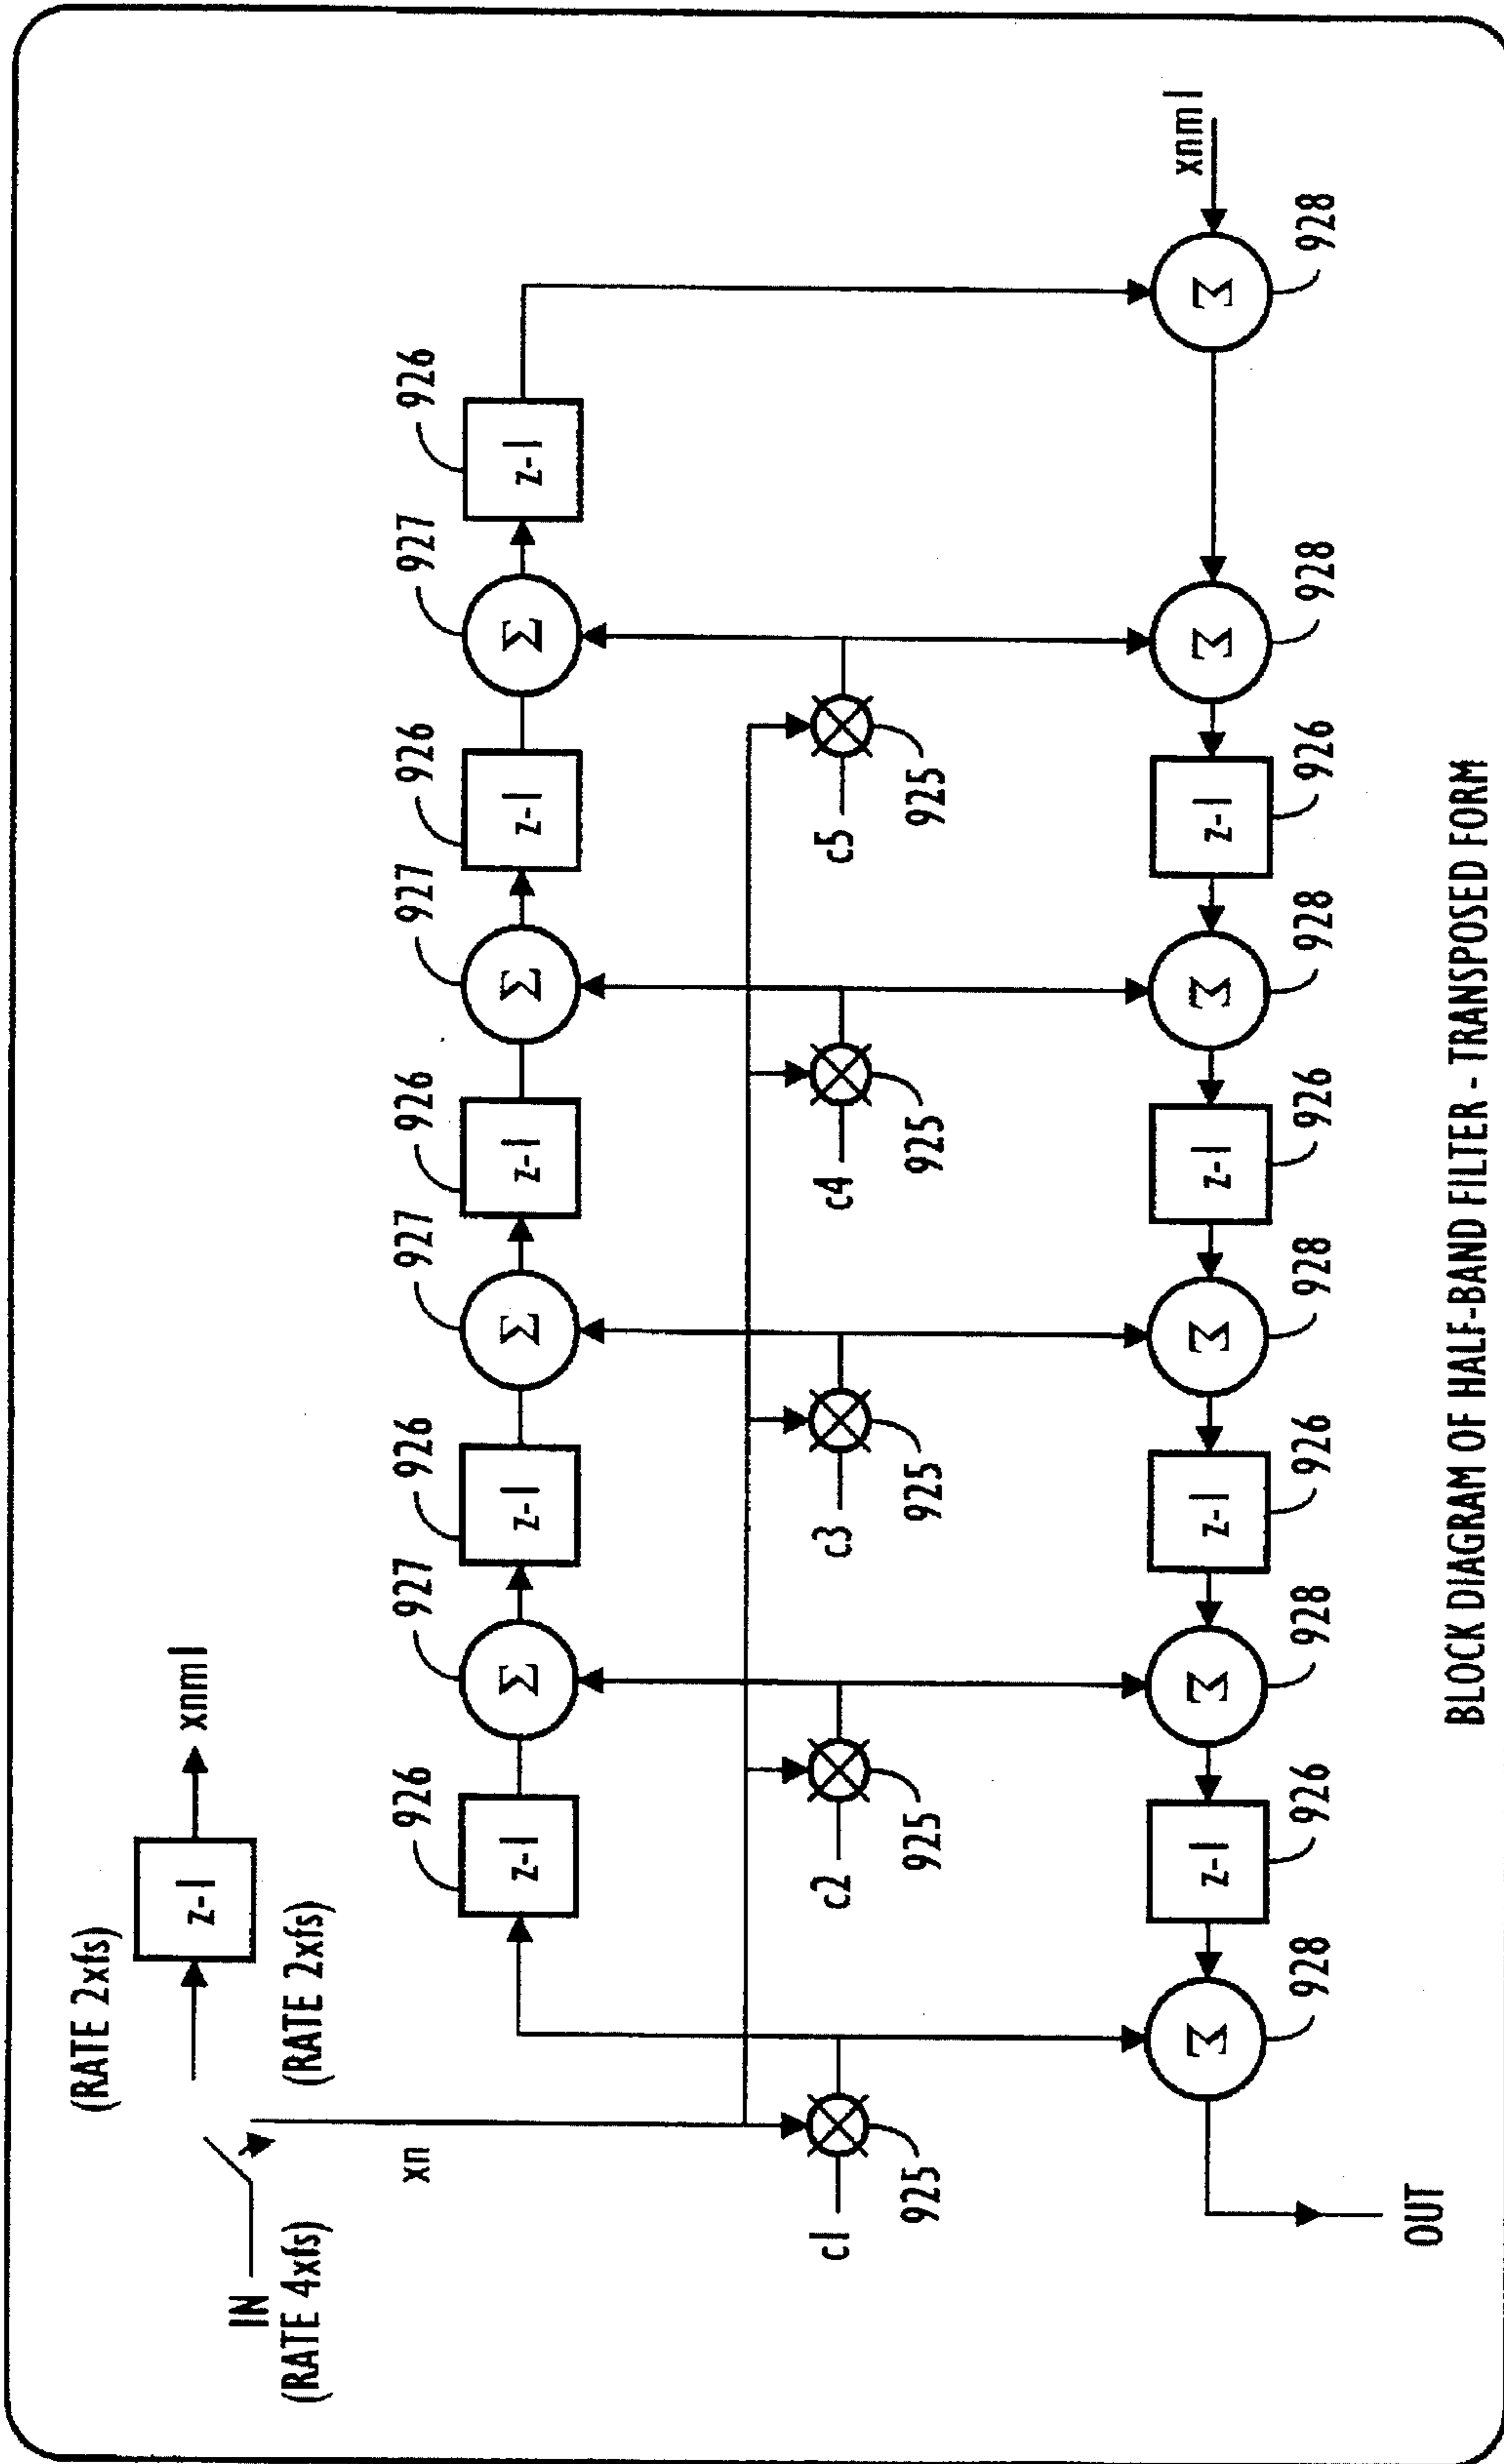 (RATE 2xfs)
z-1
xnm1
IN
(RATE 4xfs)
(RATE 2xfs)
xn
926
927
926
927
926
927
926
927
926
z-1
Σ
z-1
Σ
z-1
Σ
z-1
Σ
z-1
c1
925
c2
925
c3
925
c4
925
c5
925
xnm1
Σ
z-1
Σ
z-1
Σ
z-1
Σ
z-1
Σ
Σ
928
926
928
926
928
926
928
926
928
928
OUT
BLOCK DIAGRAM OF HALF-BAND FILTER - TRANSPOSED FORM